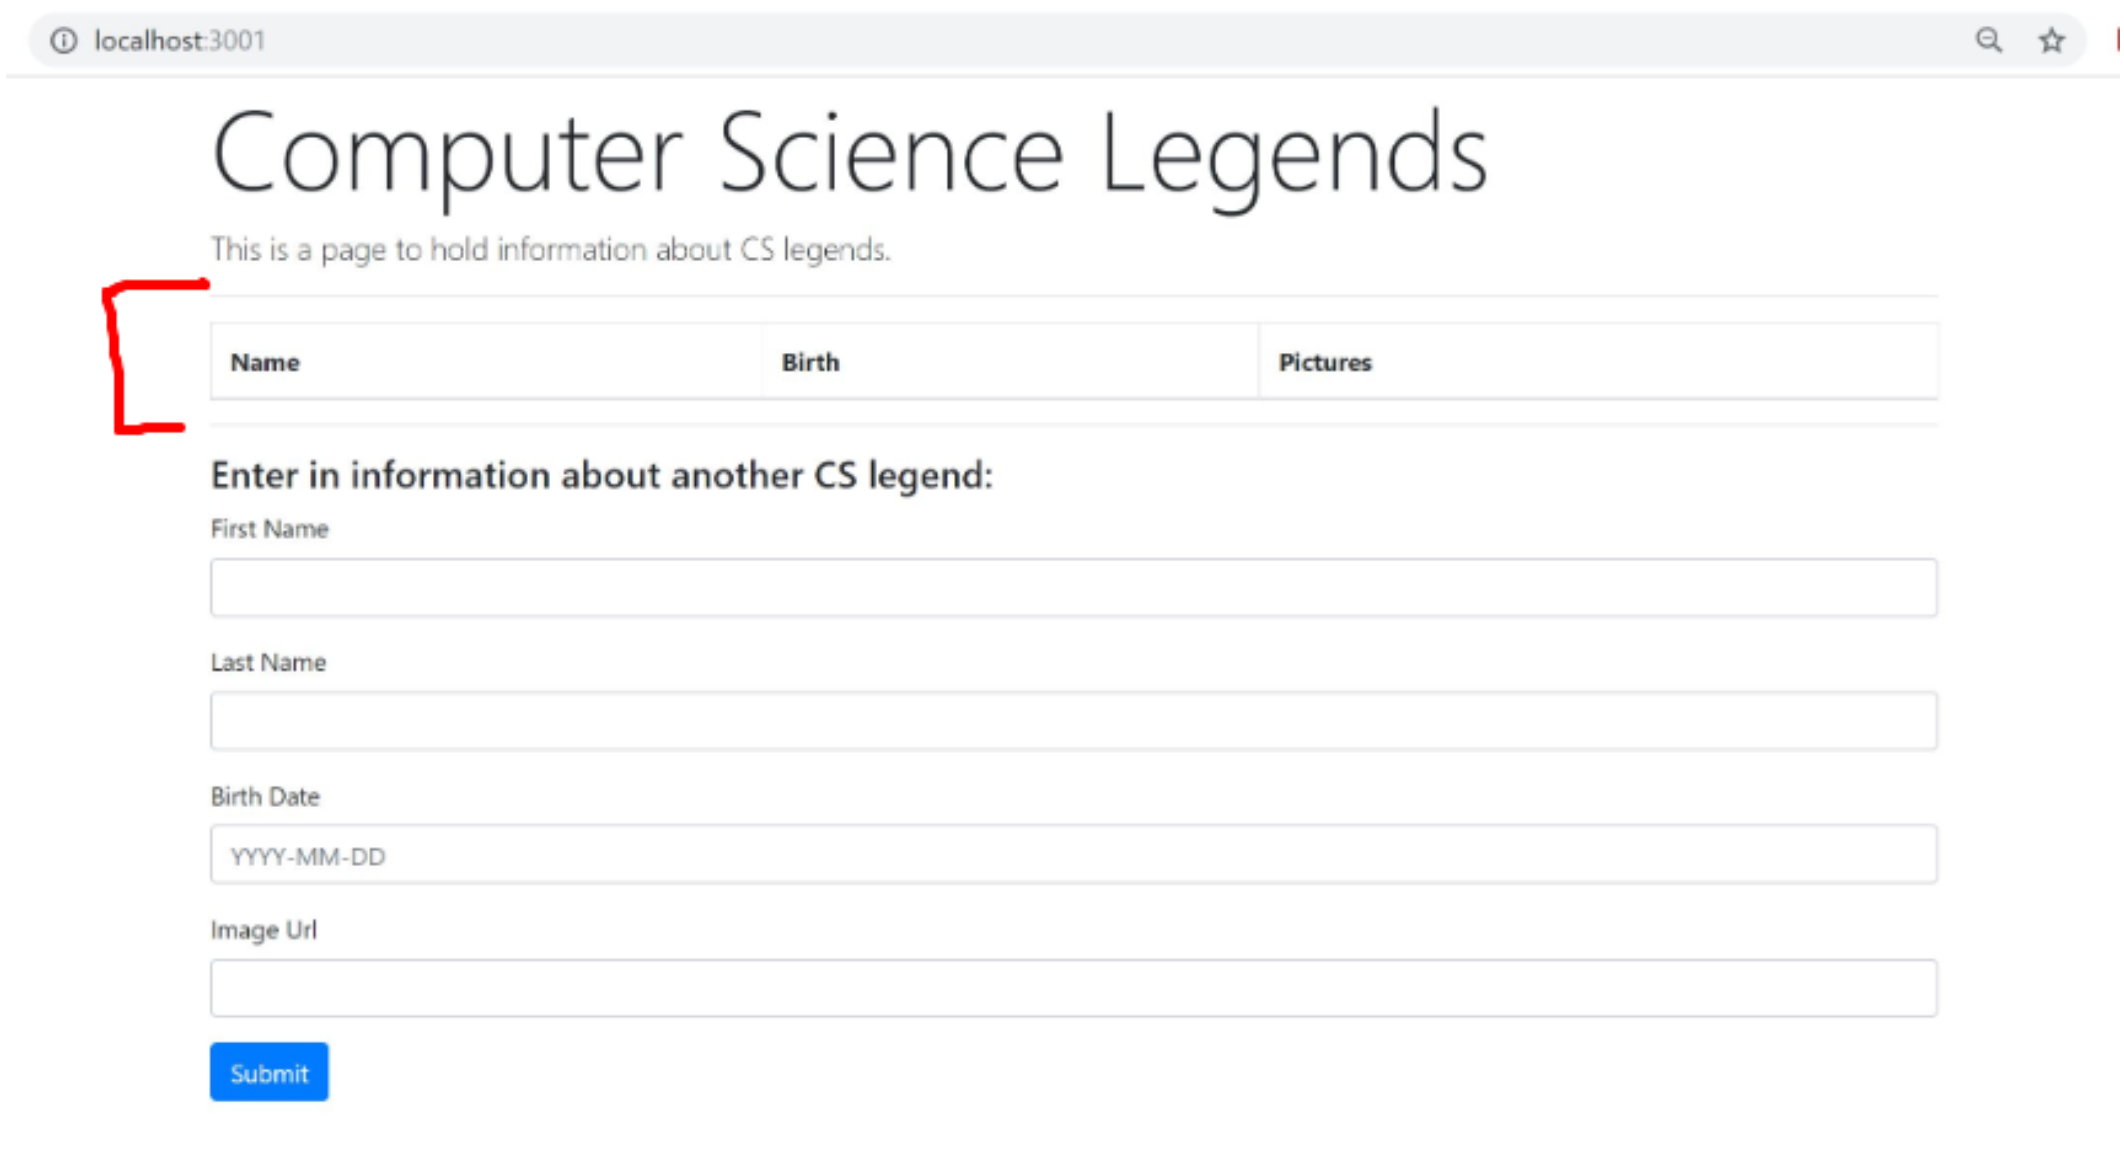 localhost:3001
Computer Science Legends
This is a page to hold information about CS legends.
Name Birth Pictures
Enter in information about another CS legend:
First Name
Last Name
Birth Date
YYYY-MM-DD
Image Url
Submit